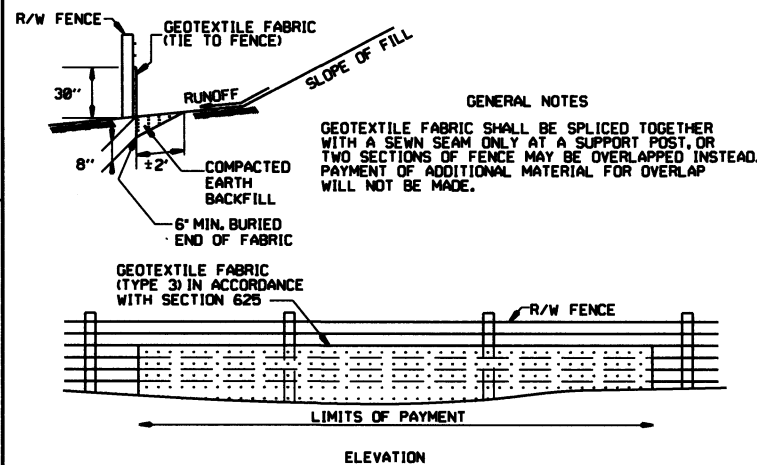 R/W FENCE
GEOTEXTILE FABRIC
(TIE TO FENCE)
30"
RUNOFF
SLOPE OF FILL
8"
±2'
COMPACTED
EARTH
BACKFILL
6" MIN. BURIED
END OF FABRIC
GENERAL NOTES
GEOTEXTILE FABRIC SHALL BE SPLICED TOGETHER
WITH A SEWN SEAM ONLY AT A SUPPORT POST, OR
TWO SECTIONS OF FENCE MAY BE OVERLAPPED INSTEAD.
PAYMENT OF ADDITIONAL MATERIAL FOR OVERLAP
WILL NOT BE MADE.
GEOTEXTILE FABRIC
(TYPE 3) IN ACCORDANCE
WITH SECTION 625
R/W FENCE
LIMITS OF PAYMENT
ELEVATION